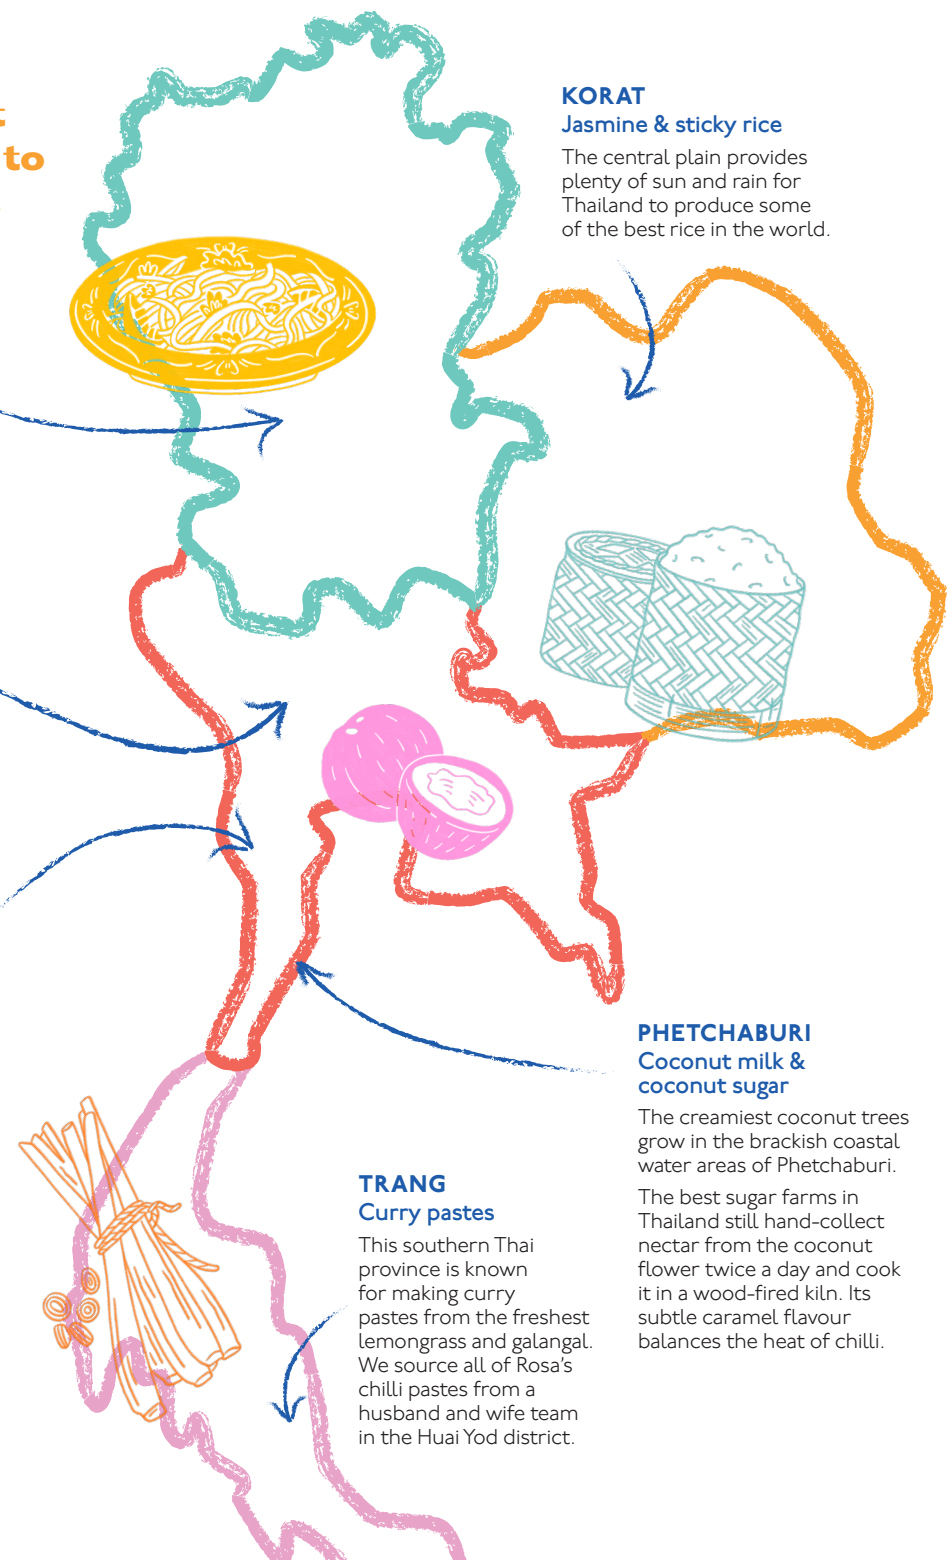 to
KORAT
Jasmine & sticky rice
The central plain provides
plenty of sun and rain for
Thailand to produce some
of the best rice in the world.
PHETCHABURI
Coconut milk &
coconut sugar
The creamiest coconut trees
grow in the brackish coastal
water areas of Phetchaburi.
The best sugar farms in
Thailand still hand-collect
nectar from the coconut
flower twice a day and cook
it in a wood-fired kiln. Its
subtle caramel flavour
balances the heat of chilli.
TRANG
Curry pastes
This southern Thai
province is known
for making curry
pastes from the freshest
lemongrass and galangal.
We source all of Rosa's
chilli pastes from a
husband and wife team
in the Huai Yod district.